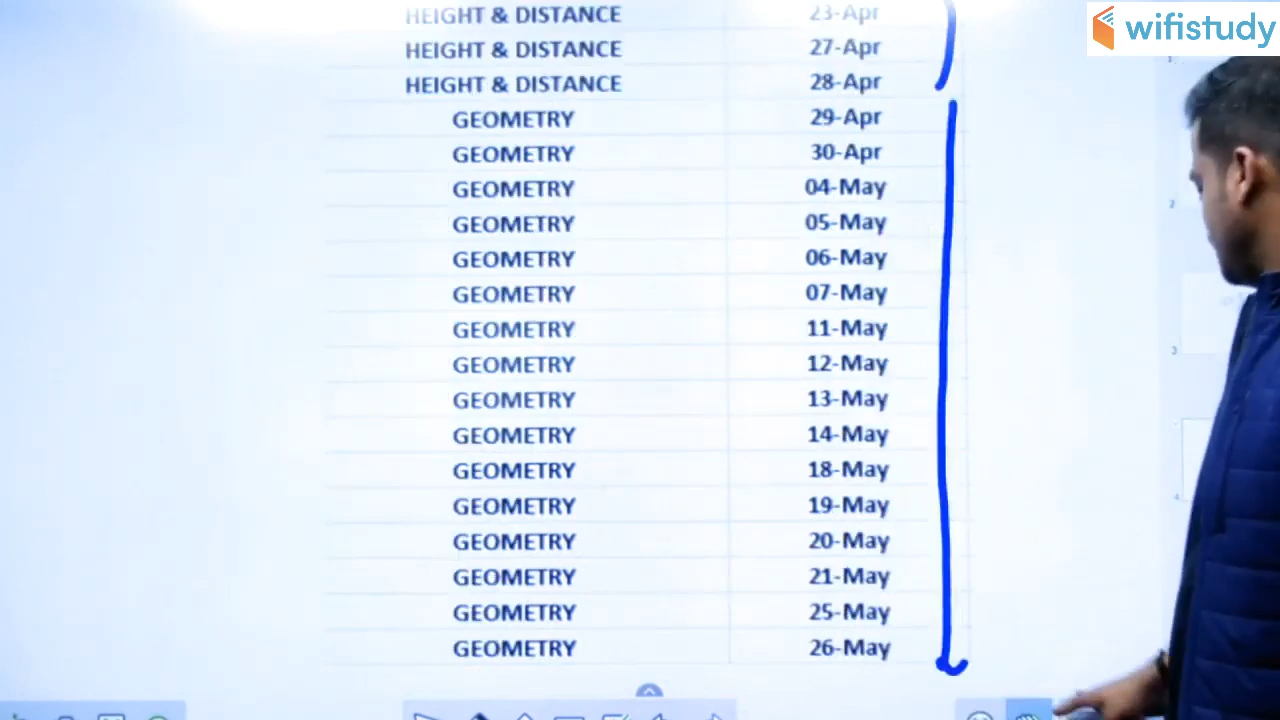 wifistudy
HEIGHT & DISTANCE 23-Apr
HEIGHT & DISTANCE 27-Apr
HEIGHT & DISTANCE 28-Apr
GEOMETRY 29-Apr
GEOMETRY 30-Apr
GEOMETRY 04-May
GEOMETRY 05-May
GEOMETRY 06-May
GEOMETRY 07-May
GEOMETRY 11-May
GEOMETRY 12-May
GEOMETRY 13-May
GEOMETRY 14-May
GEOMETRY 18-May
GEOMETRY 19-May
GEOMETRY 20-May
GEOMETRY 21-May
GEOMETRY 25-May
GEOMETRY 26-May
2
3
4